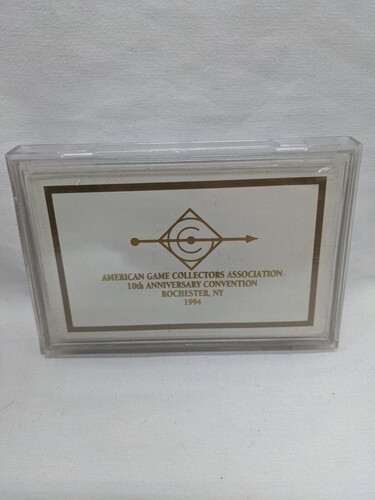 AMERICAN GAME COLLECTORS ASSOCIATION
10th ANNIVERSARY CONVENTION
ROCHESTER, NY
1994